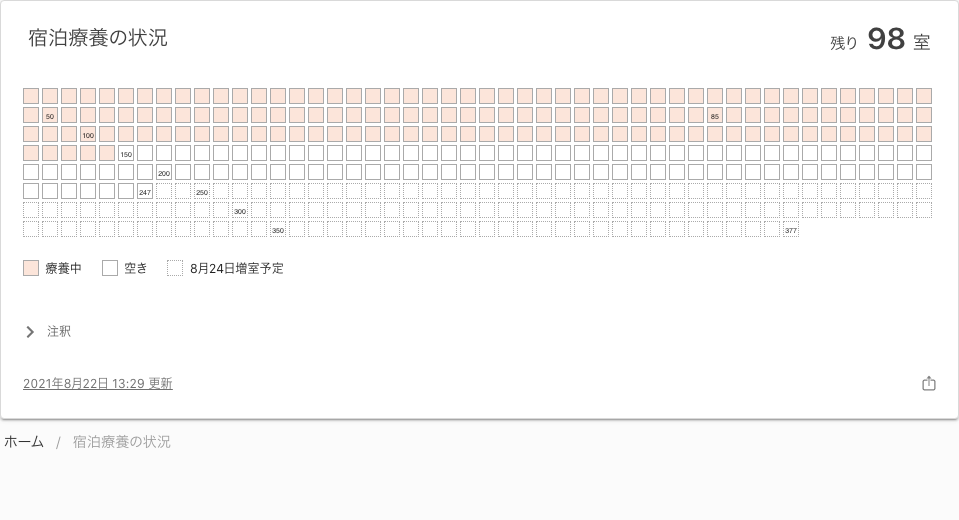 宿泊療養の状況
残り 98 室
50 85
100
150
200
247 250
300
350 377
療養中 空き 8月24日増室予定
注釈
2021年8月22日 13:29 更新
ホーム / 宿泊療養の状況